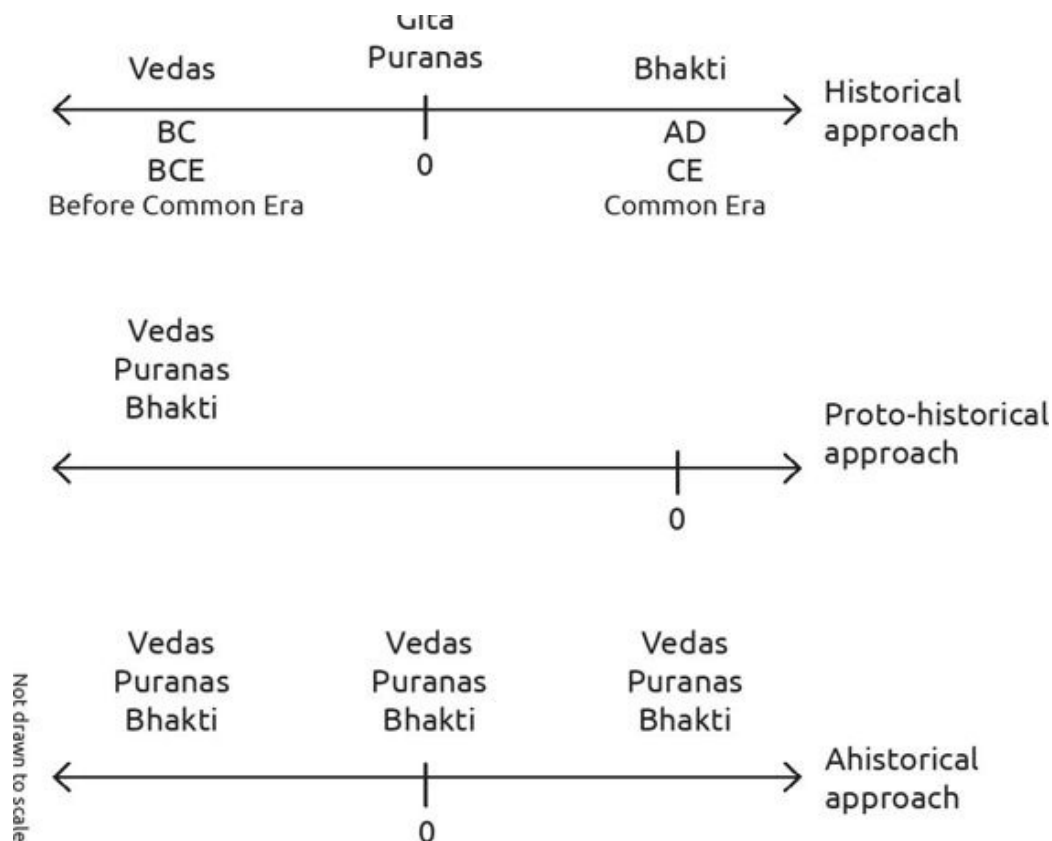 Gita
Puranas
Vedas
Bhakti
Historical
approach
BC
BCE
Before Common Era
0
AD
CE
Common Era
Vedas
Puranas
Bhakti
Proto-historical
approach
0
Vedas
Puranas
Bhakti
Vedas
Puranas
Bhakti
Vedas
Puranas
Bhakti
Ahistorical
approach
0
Not drawn to scale